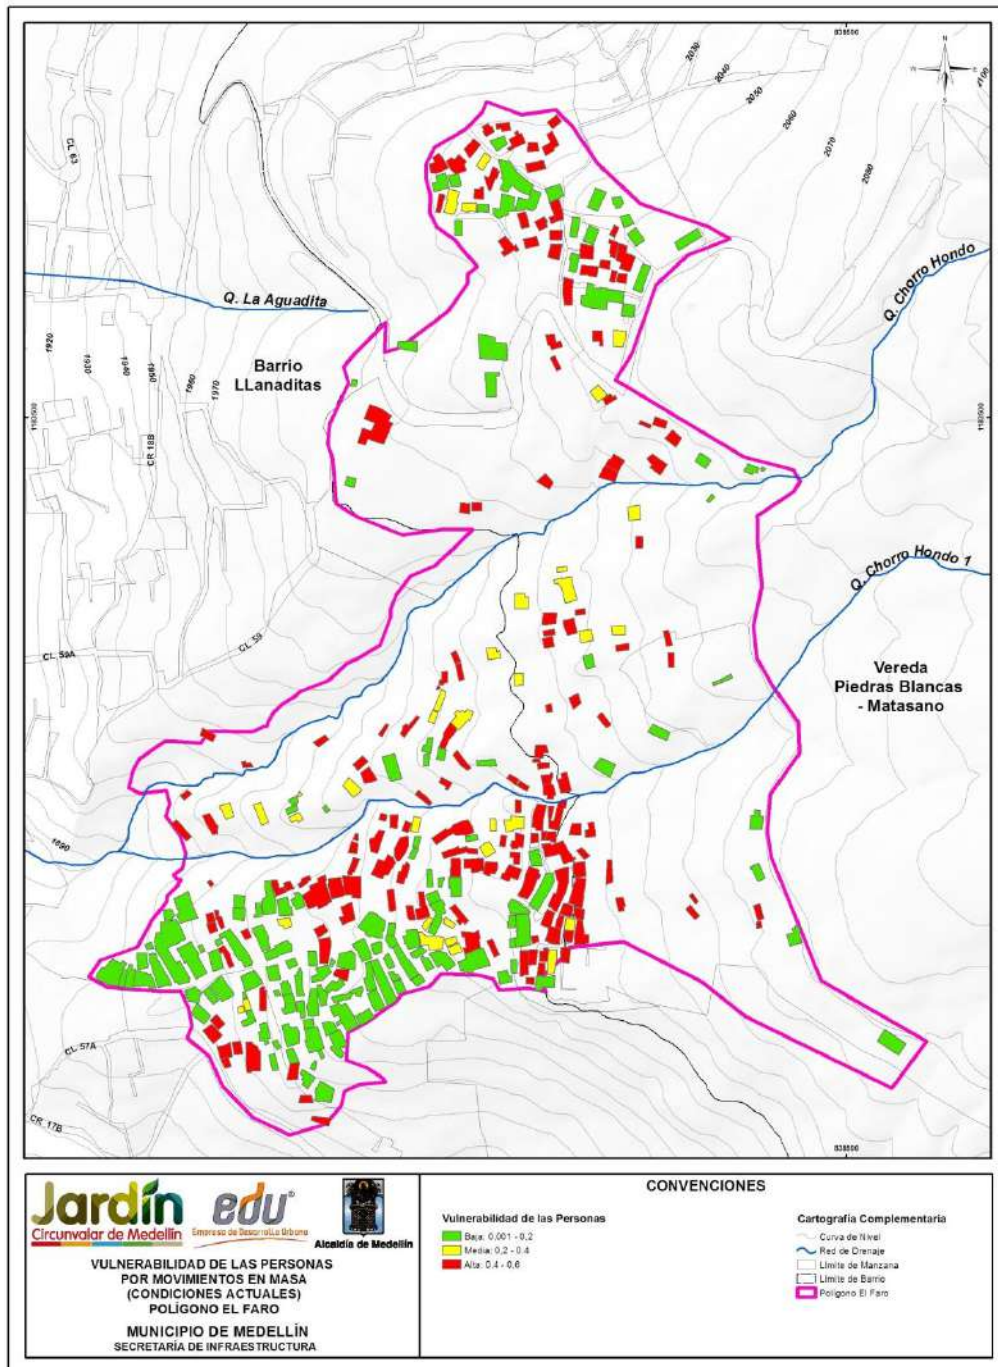 838500
N
2030
2040
2050
2060
2070
2080
2100
CL 63
Q. Chorro Hondo
Q. La Aguadita
Barrio
LLanaditas
1920
1930
1940
1950
1960
1970
CR 18B
1183500
1183500
Q. Chorro Hondo 1
CL 59A
CL 59
Vereda
Piedras Blancas
- Matasano
1890
CL 57A
CR 17B
838500
Jardín
Circunvalar de Medellín
edu®
Empresa de Desarrollo Urbano
Alcaldía de Medellín
VULNERABILIDAD DE LAS PERSONAS
POR MOVIMIENTOS EN MASA
(CONDICIONES ACTUALES)
POLÍGONO EL FARO
MUNICIPIO DE MEDELLÍN
SECRETARÍA DE INFRAESTRUCTURA
CONVENCIONES
Vulnerabilidad de las Personas
Baja: 0,001 - 0,2
Media: 0,2 - 0,4
Alta: 0,4 - 0,6
Cartografía Complementaria
Curva de Nivel
Red de Drenaje
Límite de Manzana
Límite de Barrio
Polígono El Faro